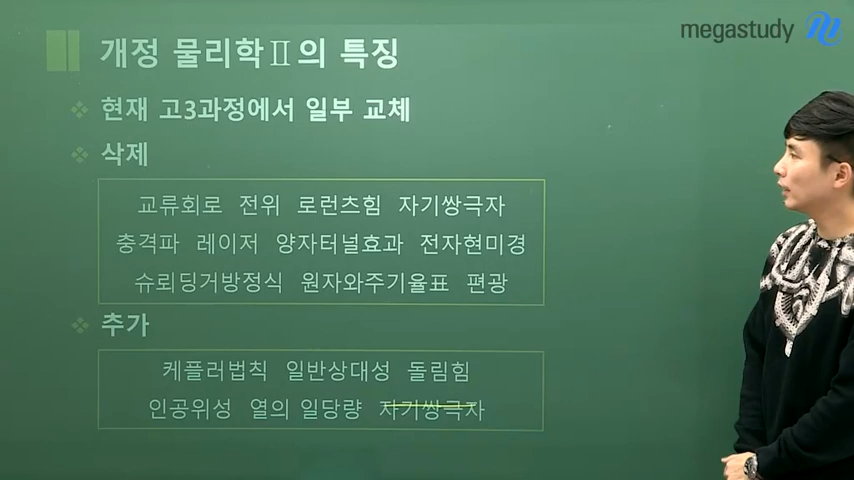 megastudy
개정 물리학Ⅱ의 특징
현재 고3과정에서 일부 교체
삭제
교류회로 전위 로런츠힘 자기쌍극자
충격파 레이저 양자터널효과 전자현미경
슈뢰딩거방정식 원자와주기율표 편광
추가
케플러법칙 일반상대성 돌림힘
인공위성 열의 일당량 자기쌍극자